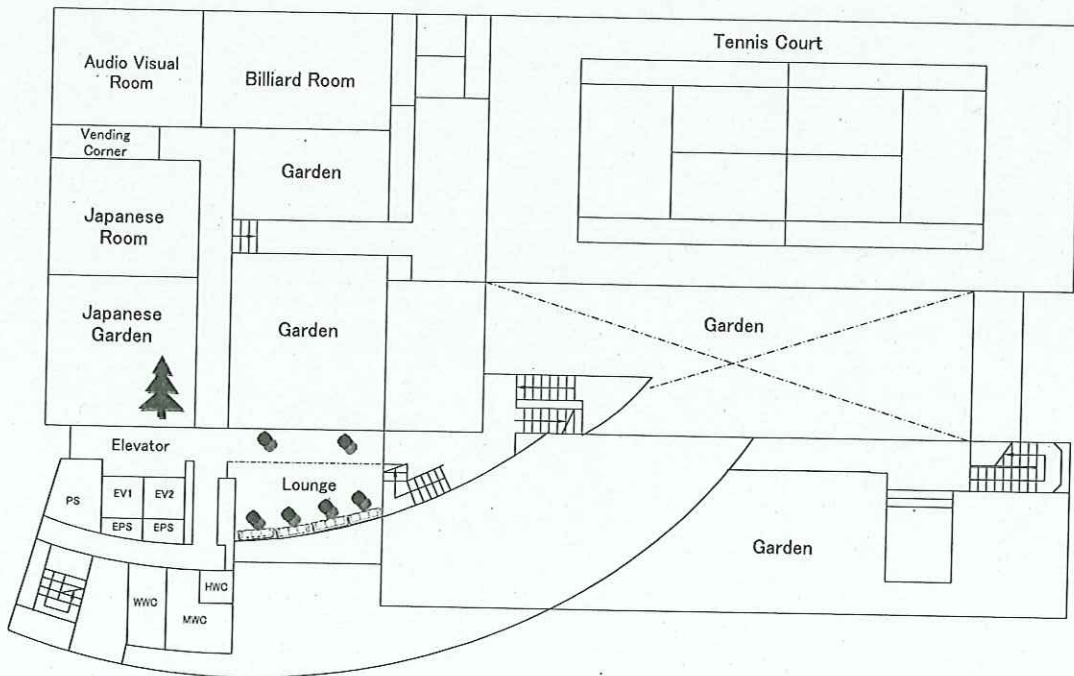 Tennis Court
Audio Visual
Room
Billiard Room
Vending
Corner
Garden
Japanese
Room
Japanese
Garden
Garden
Garden
Elevator
Lounge
PS
EV1
EV2
EPS
EPS
Garden
HWC
WWC
MWC